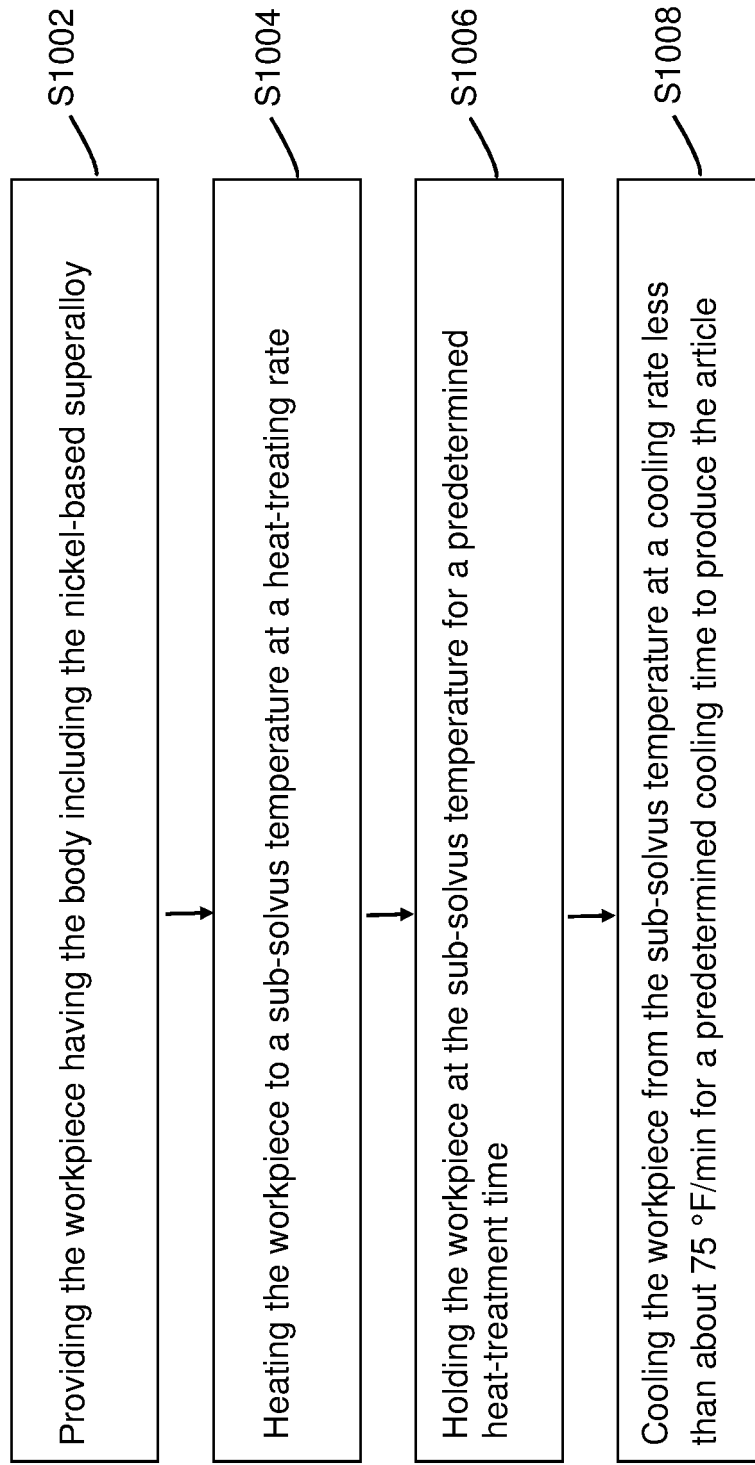 Providing the workpiece having the body including the nickel-based superalloy
S1002
Heating the workpiece to a sub-solvus temperature at a heat-treating rate
S1004
Holding the workpiece at the sub-solvus temperature for a predetermined
heat-treatment time
S1006
Cooling the workpiece from the sub-solvus temperature at a cooling rate less
than about 75 °F/min for a predetermined cooling time to produce the article
S1008